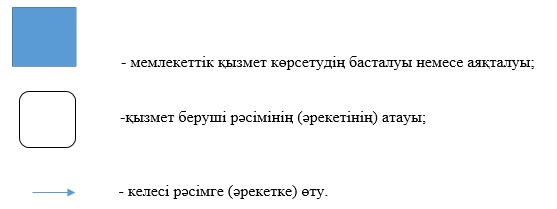 - мемлекеттік қызмет көрсетудің басталуы немесе аяқталуы;
-қызмет беруші рәсімінің (әрекетінің) атауы;
- келесі рәсімге (әрекетке) өту.